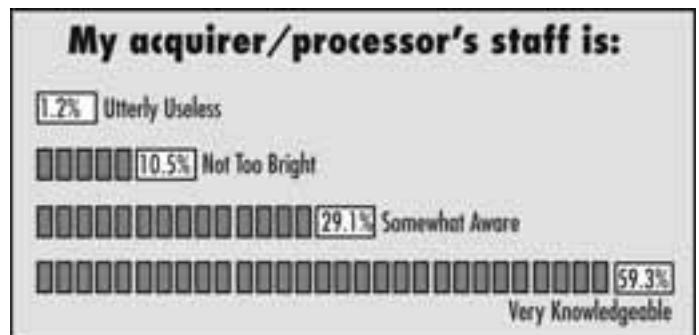 My acquirer/processor's staff is:
1.2% Utterly Useless
10.5% Not Too Bright
29.1% Somewhat Aware
59.3%
Very Knowledgeable